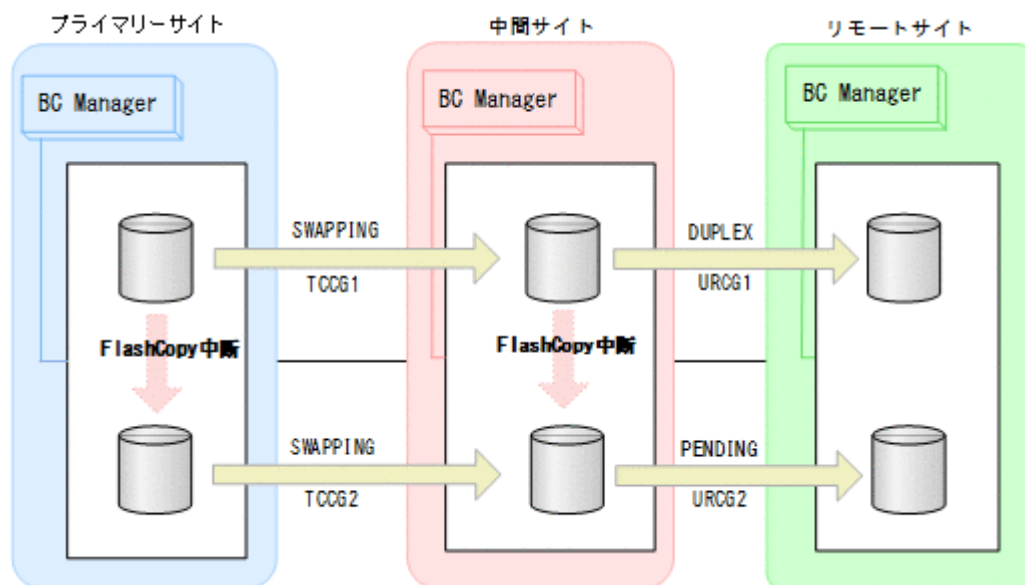 プライマリーサイト
中間サイト
リモートサイト
BC Manager
BC Manager
BC Manager
SWAPPING
TCCG1
DUPLEX
URCG1
FlashCopy中断
FlashCopy中断
SWAPPING
TCCG2
PENDING
URCG2